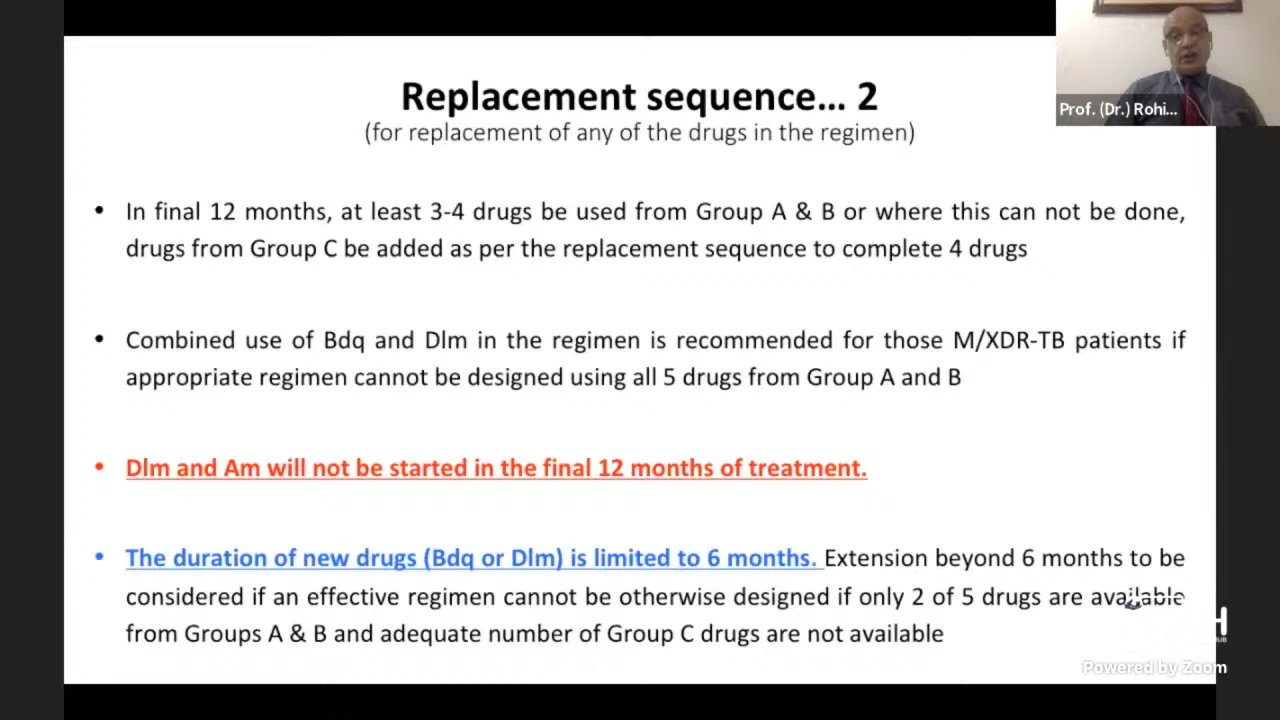 Replacement sequence... 2
(for replacement of any of the drugs in the regimen)
Prof. (Dr.) Rohi...
• In final 12 months, at least 3-4 drugs be used from Group A & B or where this can not be done,
drugs from Group C be added as per the replacement sequence to complete 4 drugs
• Combined use of Bdq and Dlm in the regimen is recommended for those M/XDR-TB patients if
appropriate regimen cannot be designed using all 5 drugs from Group A and B
• Dlm and Am will not be started in the final 12 months of treatment.
• The duration of new drugs (Bdq or Dlm) is limited to 6 months. Extension beyond 6 months to be
considered if an effective regimen cannot be otherwise designed if only 2 of 5 drugs are available
from Groups A & B and adequate number of Group C drugs are not available
Powered by Zoom